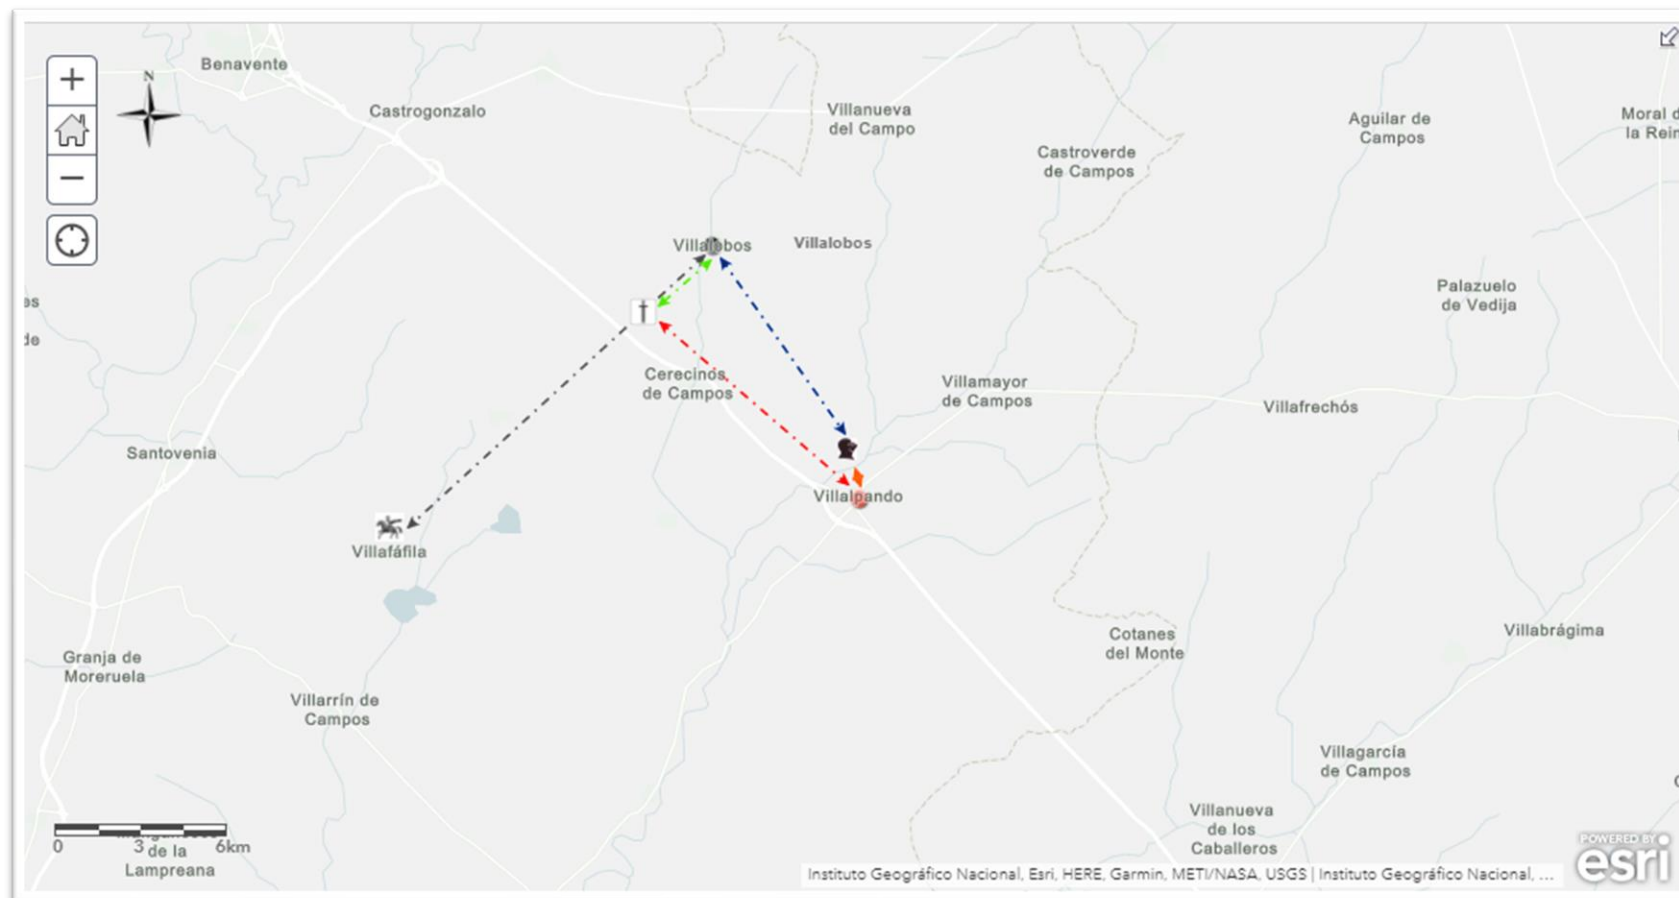 +
N
−
Benavente
Castrogonzalo
Villanueva
del Campo
Aguilar de
Campos
Moral d
la Rein
Castroverde
de Campos
Villalobos
Villalobos
Palazuelo
de Vedija
es
de
†
Cerecinos
de Campos
Villamayor
de Campos
Villafrechós
Santovenia
Villalpando
Villafáfila
Cotanes
del Monte
Villabrágima
Granja de
Moreruela
Villarrín de
Campos
Villagarcía
de Campos
Villanueva
de los
Caballeros
0 3 6km
de la
Lampreana
Instituto Geográfico Nacional, Esri, HERE, Garmin, METI/NASA, USGS | Instituto Geográfico Nacional, ...
POWERED BY
esri